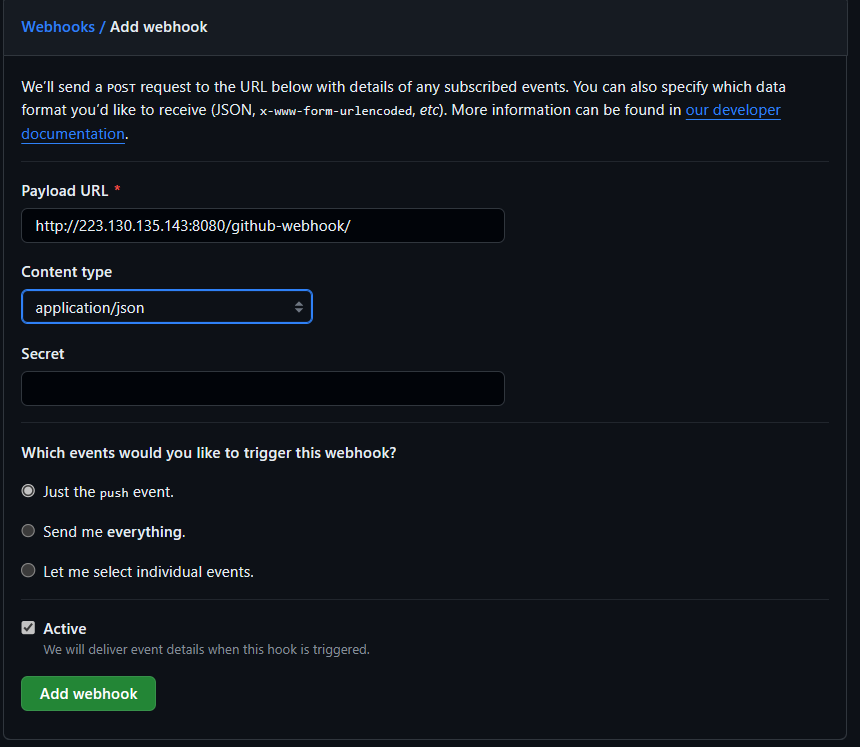 Webhooks / Add webhook
We’ll send a POST request to the URL below with details of any subscribed events. You can also specify which data
format you’d like to receive (JSON, x-www-form-urlencoded, etc). More information can be found in our developer
documentation.
Payload URL *
http://223.130.135.143:8080/github-webhook/
Content type
application/json
Secret
Which events would you like to trigger this webhook?
Just the push event.
Send me everything.
Let me select individual events.
Active
We will deliver event details when this hook is triggered.
Add webhook